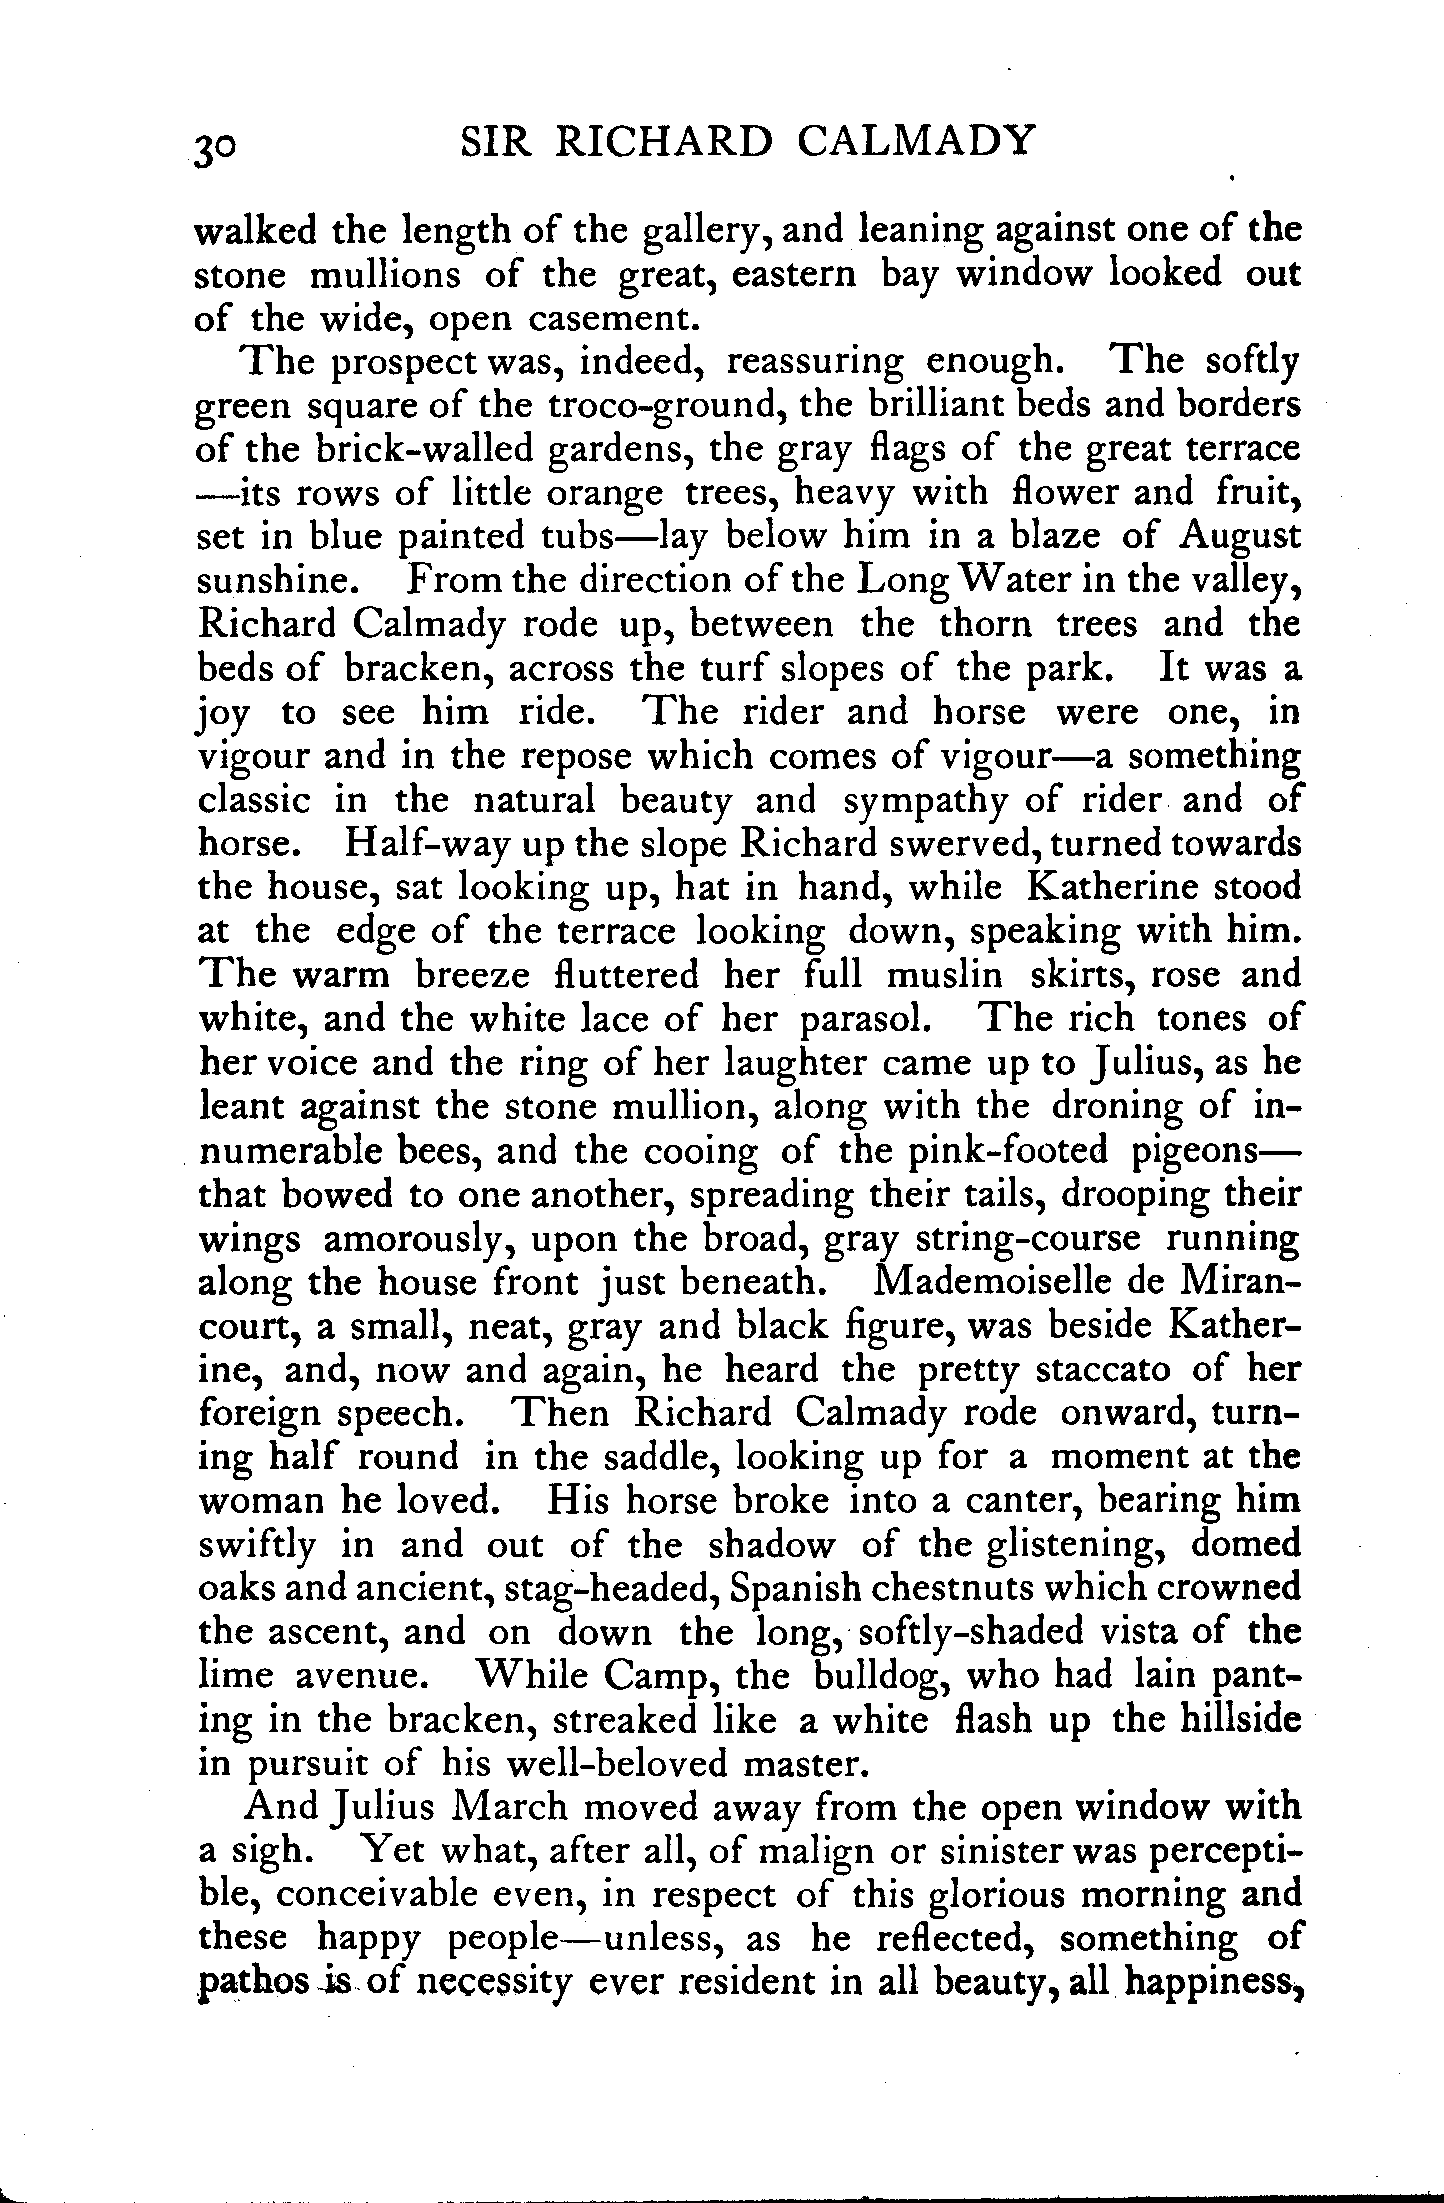 30 SIR RICHARD CALMADY
walked the length of the gallery, and leaning against one of the
stone mullions of the great, eastern bay window looked out
of the wide, open casement.
The prospect was, indeed, reassuring enough. The softly
green square of the troco-ground, the brilliant beds and borders
of the brick-walled gardens, the gray flags of the great terrace
—its rows of little orange trees, heavy with flower and fruit,
set in blue painted tubs—lay below him in a blaze of August
sunshine. From the direction of the Long Water in the valley,
Richard Calmady rode up, between the thorn trees and the
beds of bracken, across the turf slopes of the park. It was a
joy to see him ride. The rider and horse were one, in
vigour and in the repose which comes of vigour—a something
classic in the natural beauty and sympathy of rider and of
horse. Half-way up the slope Richard swerved, turned towards
the house, sat looking up, hat in hand, while Katherine stood
at the edge of the terrace looking down, speaking with him.
The warm breeze fluttered her full muslin skirts, rose and
white, and the white lace of her parasol. The rich tones of
her voice and the ring of her laughter came up to Julius, as he
leant against the stone mullion, along with the droning of in-
numerable bees, and the cooing of the pink-footed pigeons—
that bowed to one another, spreading their tails, drooping their
wings amorously, upon the broad, gray string-course running
along the house front just beneath. Mademoiselle de Miran-
court, a small, neat, gray and black figure, was beside Kather-
ine, and, now and again, he heard the pretty staccato of her
foreign speech. Then Richard Calmady rode onward, turn-
ing half round in the saddle, looking up for a moment at the
woman he loved. His horse broke into a canter, bearing him
swiftly in and out of the shadow of the glistening, domed
oaks and ancient, stag-headed, Spanish chestnuts which crowned
the ascent, and on down the long, softly-shaded vista of the
lime avenue. While Camp, the bulldog, who had lain pant-
ing in the bracken, streaked like a white flash up the hillside
in pursuit of his well-beloved master.
And Julius March moved away from the open window with
a sigh. Yet what, after all, of malign or sinister was percepti-
ble, conceivable even, in respect of this glorious morning and
these happy people—unless, as he reflected, something of
pathos is of necessity ever resident in all beauty, all happiness,